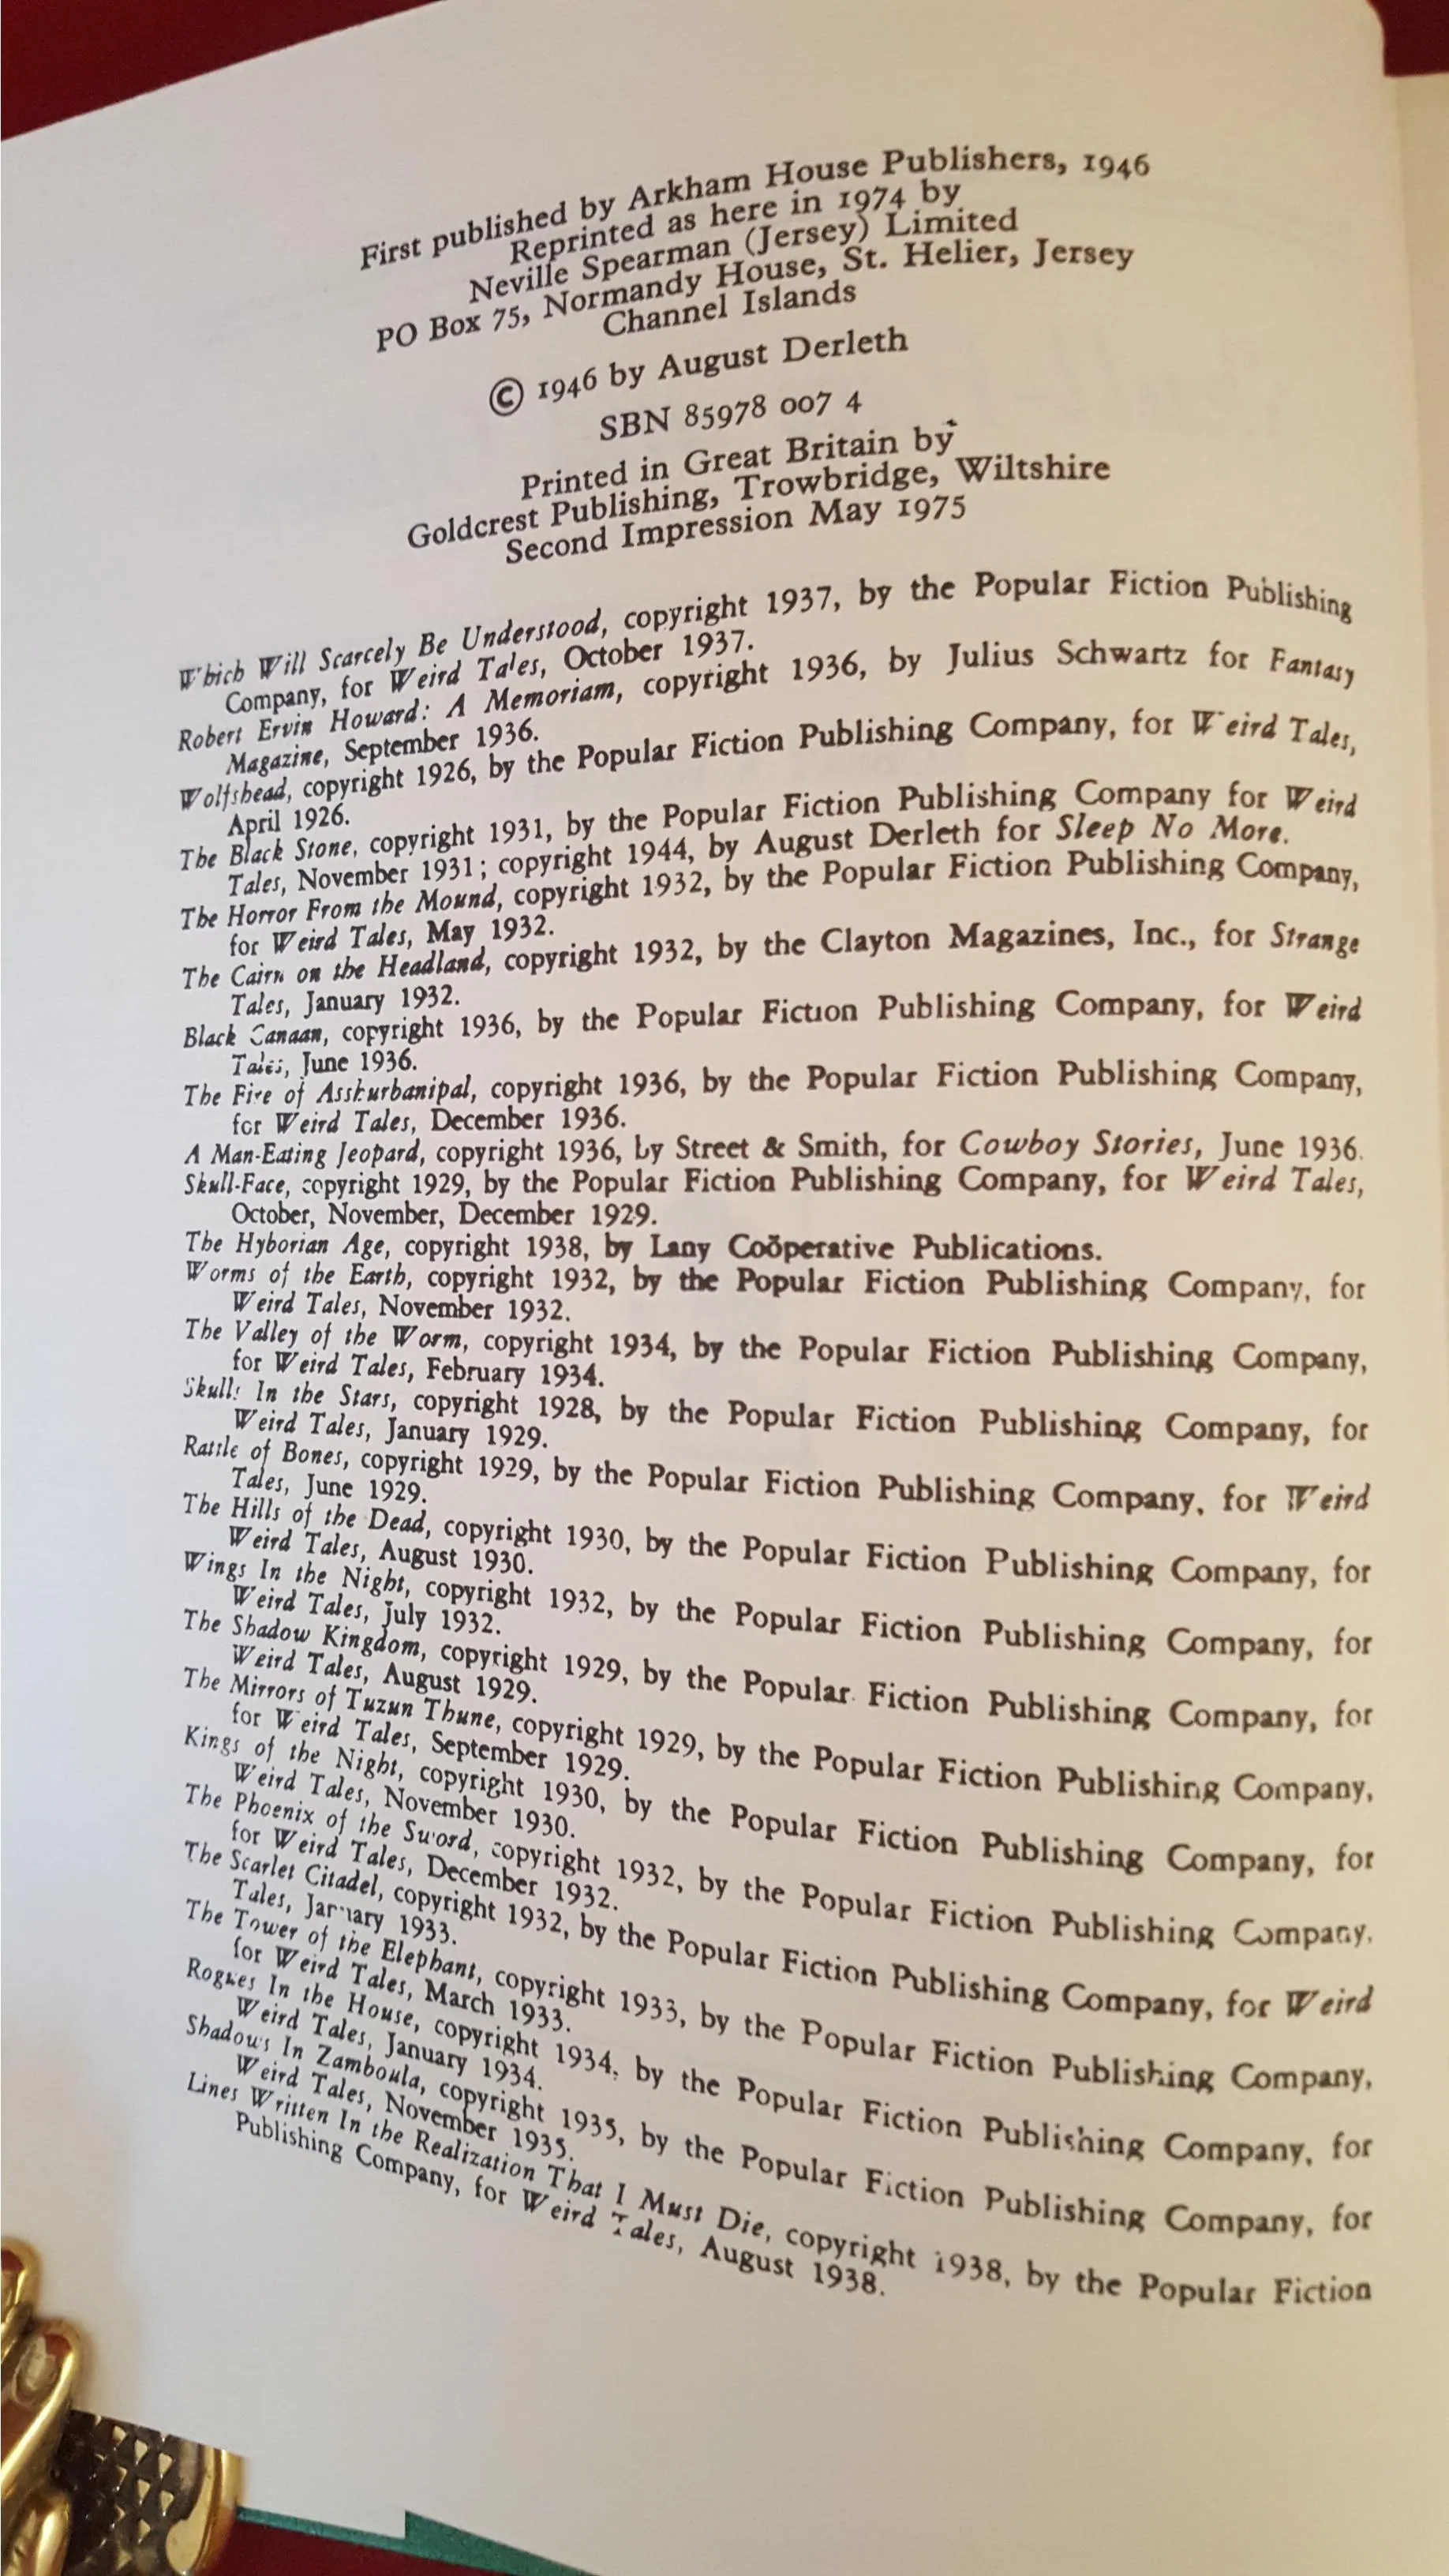 First published by Arkham House Publishers, 1946
Reprinted as here in 1974 by
Neville Spearman (Jersey) Limited
PO Box 75, Normandy House, St. Helier, Jersey
Channel Islands
© 1946 by August Derleth
SBN 85978 007 4
Printed in Great Britain by
Goldcrest Publishing, Trowbridge, Wiltshire
Second Impression May 1975
Which Will Scarcely Be Understood, copyright 1937, by the Popular Fiction Publishing
Company, for Weird Tales, October 1937.
Robert Ervin Howard: A Memoriam, copyright 1936, by Julius Schwartz for Fantasy
Magazine, September 1936.
Wolfshead, copyright 1926, by the Popular Fiction Publishing Company, for Weird Tales,
April 1926.
The Black Stone, copyright 1931, by the Popular Fiction Publishing Company for Weird
Tales, November 1931; copyright 1944, by August Derleth for Sleep No More.
The Horror From the Mound, copyright 1932, by the Popular Fiction Publishing Company,
for Weird Tales, May 1932.
The Cairn on the Headland, copyright 1932, by the Clayton Magazines, Inc., for Strange
Tales, January 1932.
Black Canaan, copyright 1936, by the Popular Fiction Publishing Company, for Weird
Tales, June 1936.
The Fire of Asshurbanipal, copyright 1936, by the Popular Fiction Publishing Company,
for Weird Tales, December 1936.
A Man-Eating Jeopard, copyright 1936, by Street & Smith, for Cowboy Stories, June 1936.
Skull-Face, copyright 1929, by the Popular Fiction Publishing Company, for Weird Tales,
October, November, December 1929.
The Hyborian Age, copyright 1938, by Lany Coöperative Publications.
Worms of the Earth, copyright 1932, by the Popular Fiction Publishing Company, for
Weird Tales, November 1932.
The Valley of the Worm, copyright 1934, by the Popular Fiction Publishing Company,
for Weird Tales, February 1934.
Skulls In the Stars, copyright 1928, by the Popular Fiction Publishing Company, for
Weird Tales, January 1929.
Rattle of Bones, copyright 1929, by the Popular Fiction Publishing Company, for Weird
Tales, June 1929.
The Hills of the Dead, copyright 1930, by the Popular Fiction Publishing Company, for
Weird Tales, August 1930.
Wings In the Night, copyright 1932, by the Popular Fiction Publishing Company, for
Weird Tales, July 1932.
The Shadow Kingdom, copyright 1929, by the Popular Fiction Publishing Company, for
Weird Tales, August 1929.
The Mirrors of Tuzun Thune, copyright 1929, by the Popular Fiction Publishing Company,
for Weird Tales, September 1929.
Kings of the Night, copyright 1930, by the Popular Fiction Publishing Company, for
Weird Tales, November 1930.
The Phoenix of the Sword, copyright 1932, by the Popular Fiction Publishing Company,
for Weird Tales, December 1932.
The Scarlet Citadel, copyright 1932, by the Popular Fiction Publishing Company, for Weird
Tales, January 1933.
The Tower of the Elephant, copyright 1933, by the Popular Fiction Publishing Company,
for Weird Tales, March 1933.
Rogues In the House, copyright 1934, by the Popular Fiction Publishing Company, for
Weird Tales, January 1934.
Shadows In Zamboula, copyright 1935, by the Popular Fiction Publishing Company, for
Weird Tales, November 1935.
Lines Written In the Realization That I Must Die, copyright 1938, by the Popular Fiction
Publishing Company, for Weird Tales, August 1938.